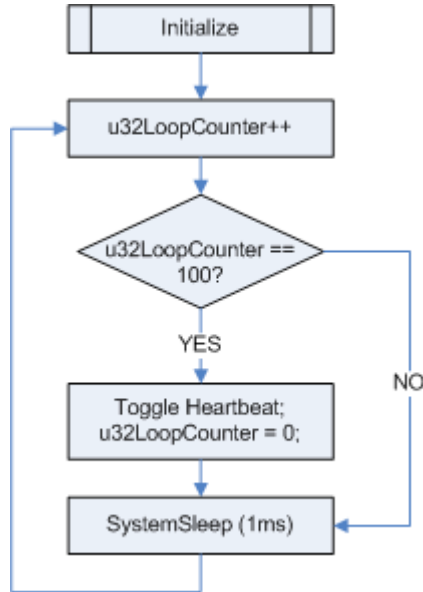 Initialize
u32LoopCounter++
u32LoopCounter ==
100?
YES
NO
Toggle Heartbeat;
u32LoopCounter = 0;
SystemSleep (1ms)